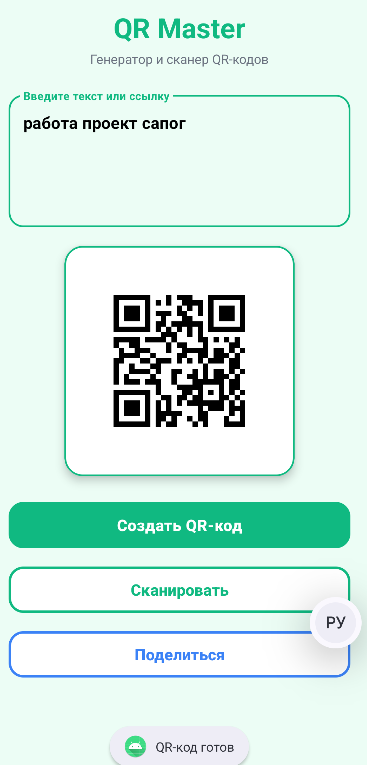 QR Master
Генератор и сканер QR-кодов
Введите текст или ссылку
работа проект сапог
Создать QR-код
Сканировать
РУ
Поделиться
QR-код готов